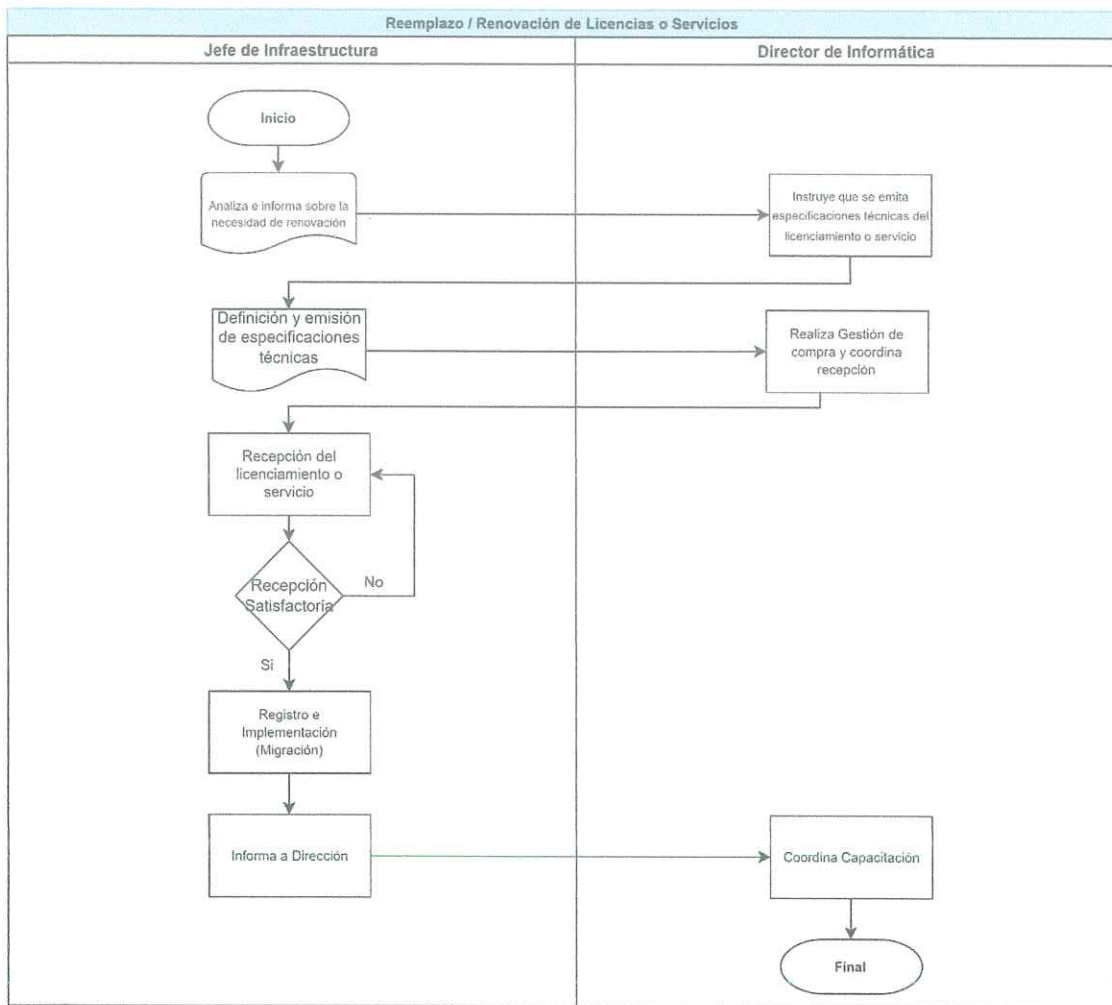 Reemplazo / Renovación de Licencias o Servicios
Jefe de Infraestructura
Director de Informática
Inicio
Analiza e informa sobre la
necesidad de renovación
Instruye que se emita
especificaciones técnicas del
licenciamiento o servicio
Definición y emisión
de especificaciones
técnicas
Realiza Gestión de
compra y coordina
recepción
Recepción del
licenciamiento o
servicio
Recepción
Satisfactoria
No
Si
Registro e
Implementación
(Migración)
Informa a Dirección
Coordina Capacitación
Final